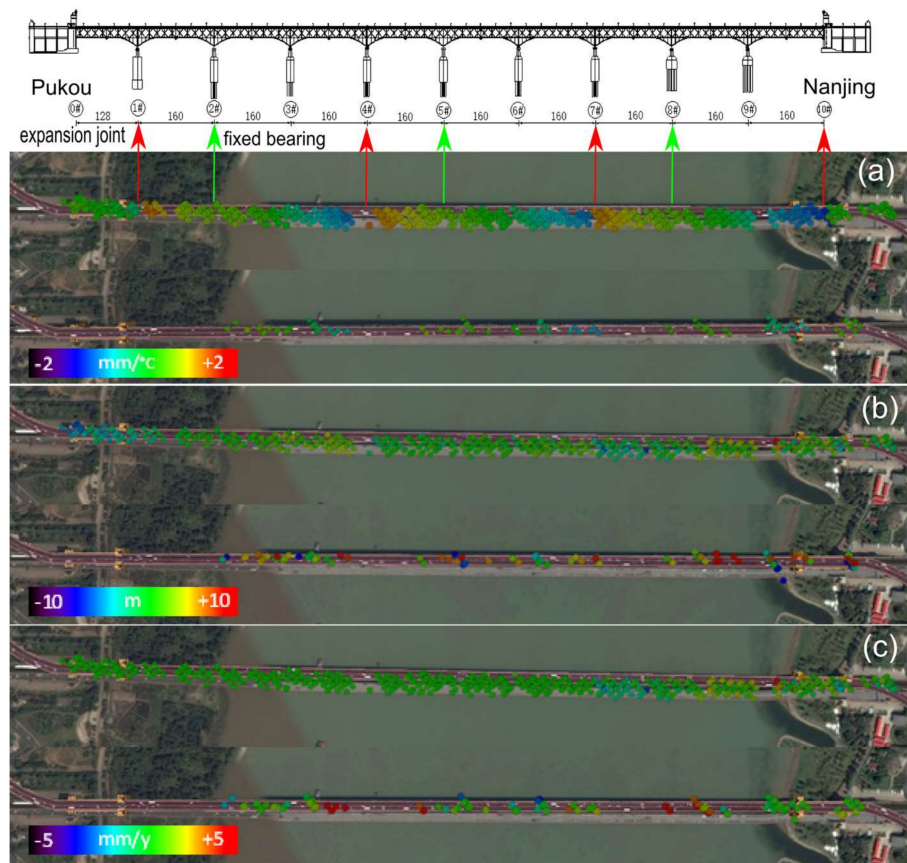 Pukou
Nanjing
0# 1# 2# 3# 4# 5# 6# 7# 8# 9# 10#
128 160 160 160 160 160 160 160 160 160
expansion joint
fixed bearing
(a)
-2 mm/°C +2
(b)
-10 m +10
(c)
-5 mm/y +5